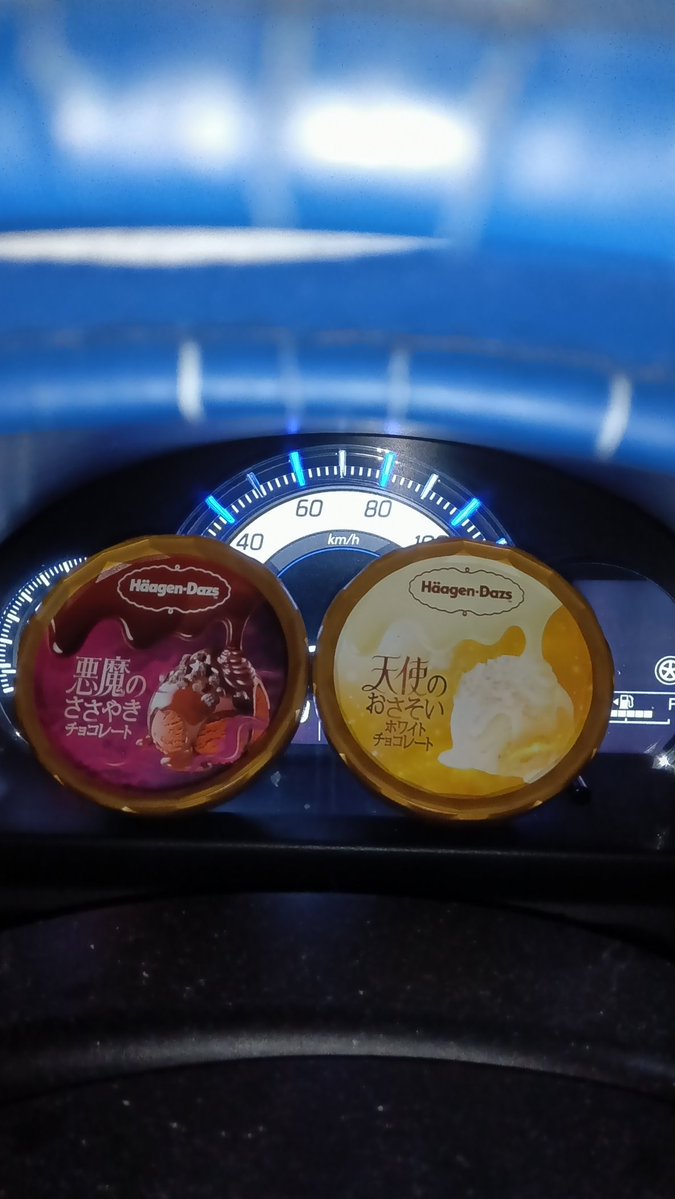 60
80
40
km/h
Häagen-Dazs
悪魔の
ささやき
チョコレート
Häagen-Dazs
天使の
おさそい
ホワイト
チョコレート
F